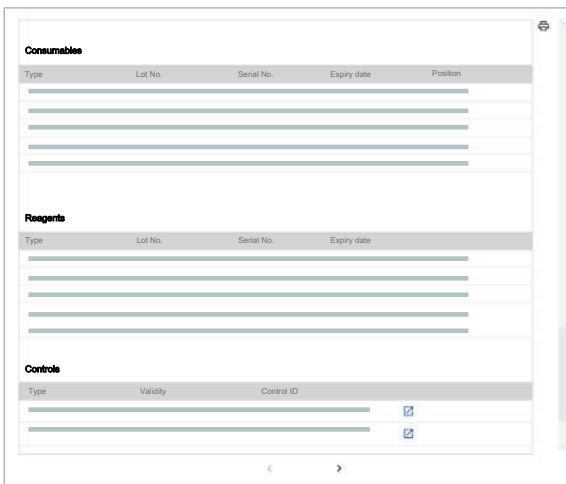 Consumables
Type Lot No. Serial No. Expiry date Position
Reagents
Type Lot No. Serial No. Expiry date
Controls
Type Validity Control ID